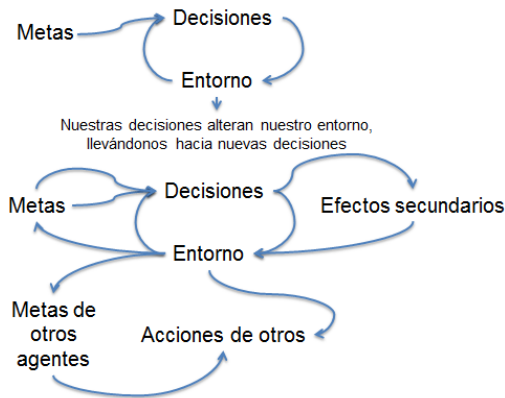 Metas
Decisiones
Entorno
Nuestras decisiones alteran nuestro entorno,
llevándonos hacia nuevas decisiones
Metas
Decisiones
Efectos secundarios
Entorno
Metas de
otros
agentes
Acciones de otros